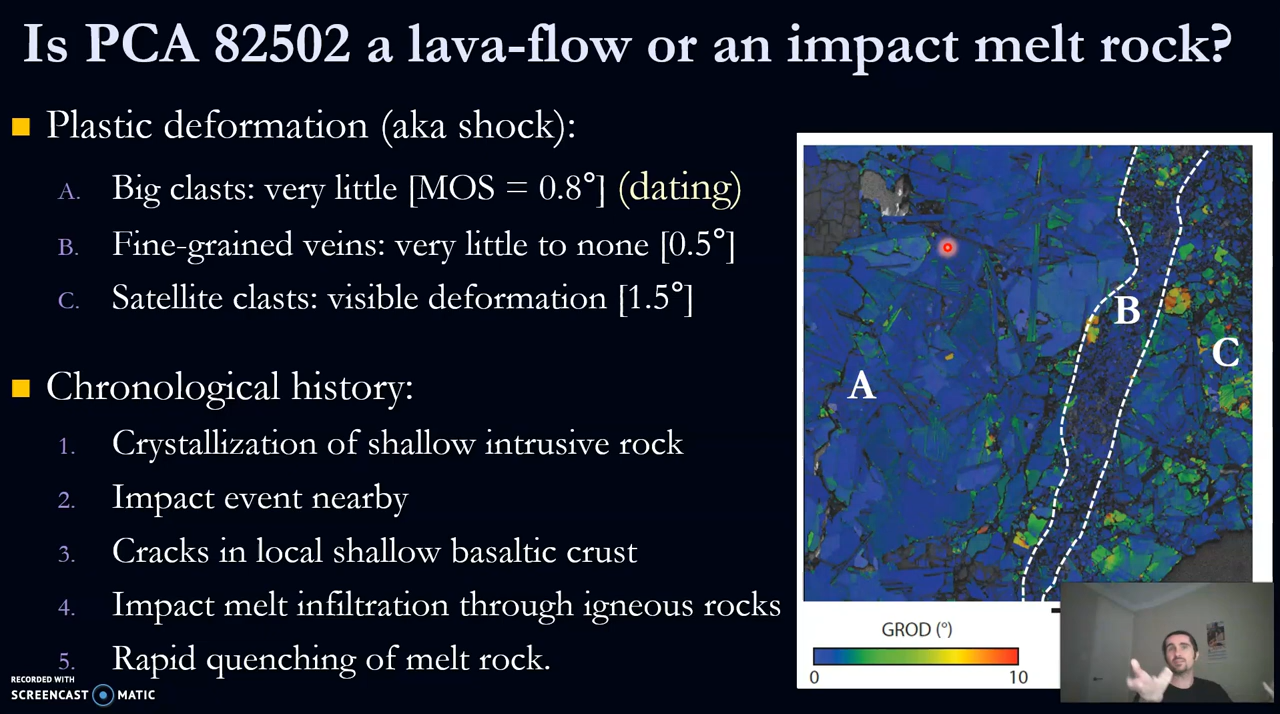 Is PCA 82502 a lava-flow or an impact melt rock?
Plastic deformation (aka shock):
A. Big clasts: very little [MOS = 0.8°] (dating)
B. Fine-grained veins: very little to none [0.5°]
C. Satellite clasts: visible deformation [1.5°]
Chronological history:
1. Crystallization of shallow intrusive rock
2. Impact event nearby
3. Cracks in local shallow basaltic crust
4. Impact melt infiltration through igneous rocks
5. Rapid quenching of melt rock.
A
B
C
GROD (°)
0 10
RECORDED WITH
SCREENCAST MATIC